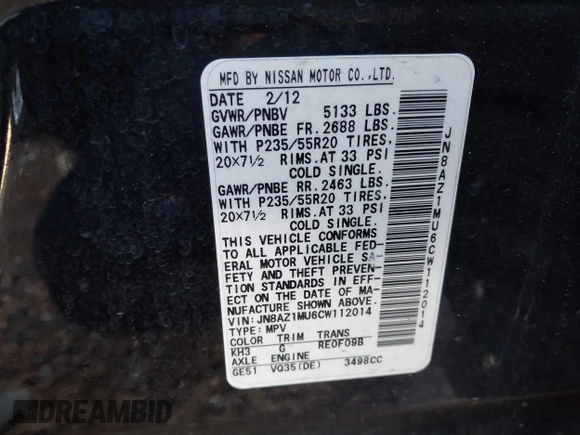 MFD BY NISSAN MOTOR CO.,LTD.
DATE 2/12
GVWR/PNBV 5133 LBS.
GAWR/PNBE FR.2688 LBS.
WITH P235/55R20 TIRES,
20×7½ RIMS.AT 33 PSI
COLD SINGLE.
GAWR/PNBE RR.2463 LBS.
WITH P235/55R20 TIRES,
20×7½ RIMS.AT 33 PSI
COLD SINGLE.
THIS VEHICLE CONFORMS
TO ALL APPLICABLE FED-
ERAL MOTOR VEHICLE SA-
FETY AND THEFT PREVEN-
TION STANDARDS IN EFF-
ECT ON THE DATE OF MA-
NUFACTURE SHOWN ABOVE.
VIN:JN8AZ1MU6CW112014
TYPE:MPV
COLOR TRIM TRANS
KH3 G RE0F09B
AXLE ENGINE
GE51 VQ35(DE) 3498CC
JN8AZ1MU6CW112014
DREAMBID